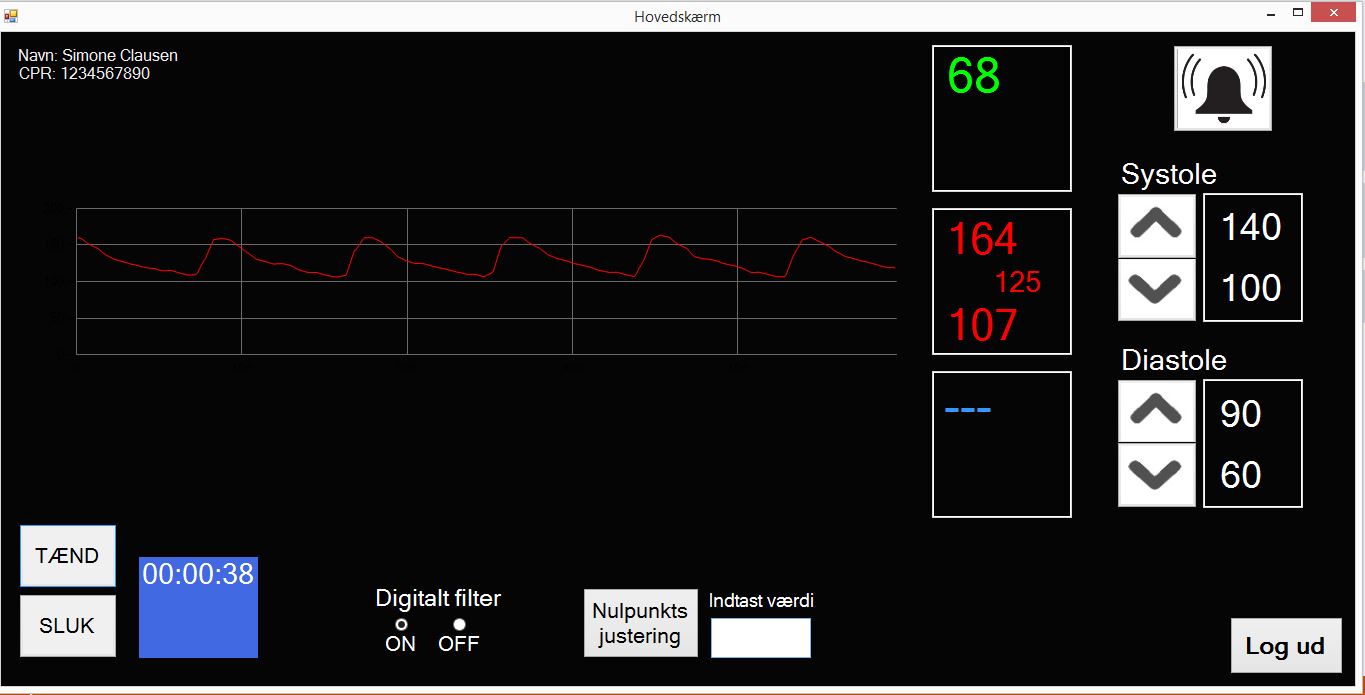 Hovedskærm
Navn: Simone Clausen
CPR: 1234567890
68
164
125
107
---
Systole
140
100
Diastole
90
60
TÆND
SLUK
00:00:38
Digitalt filter
ON OFF
Nulpunkts
justering
Indtast værdi
Log ud